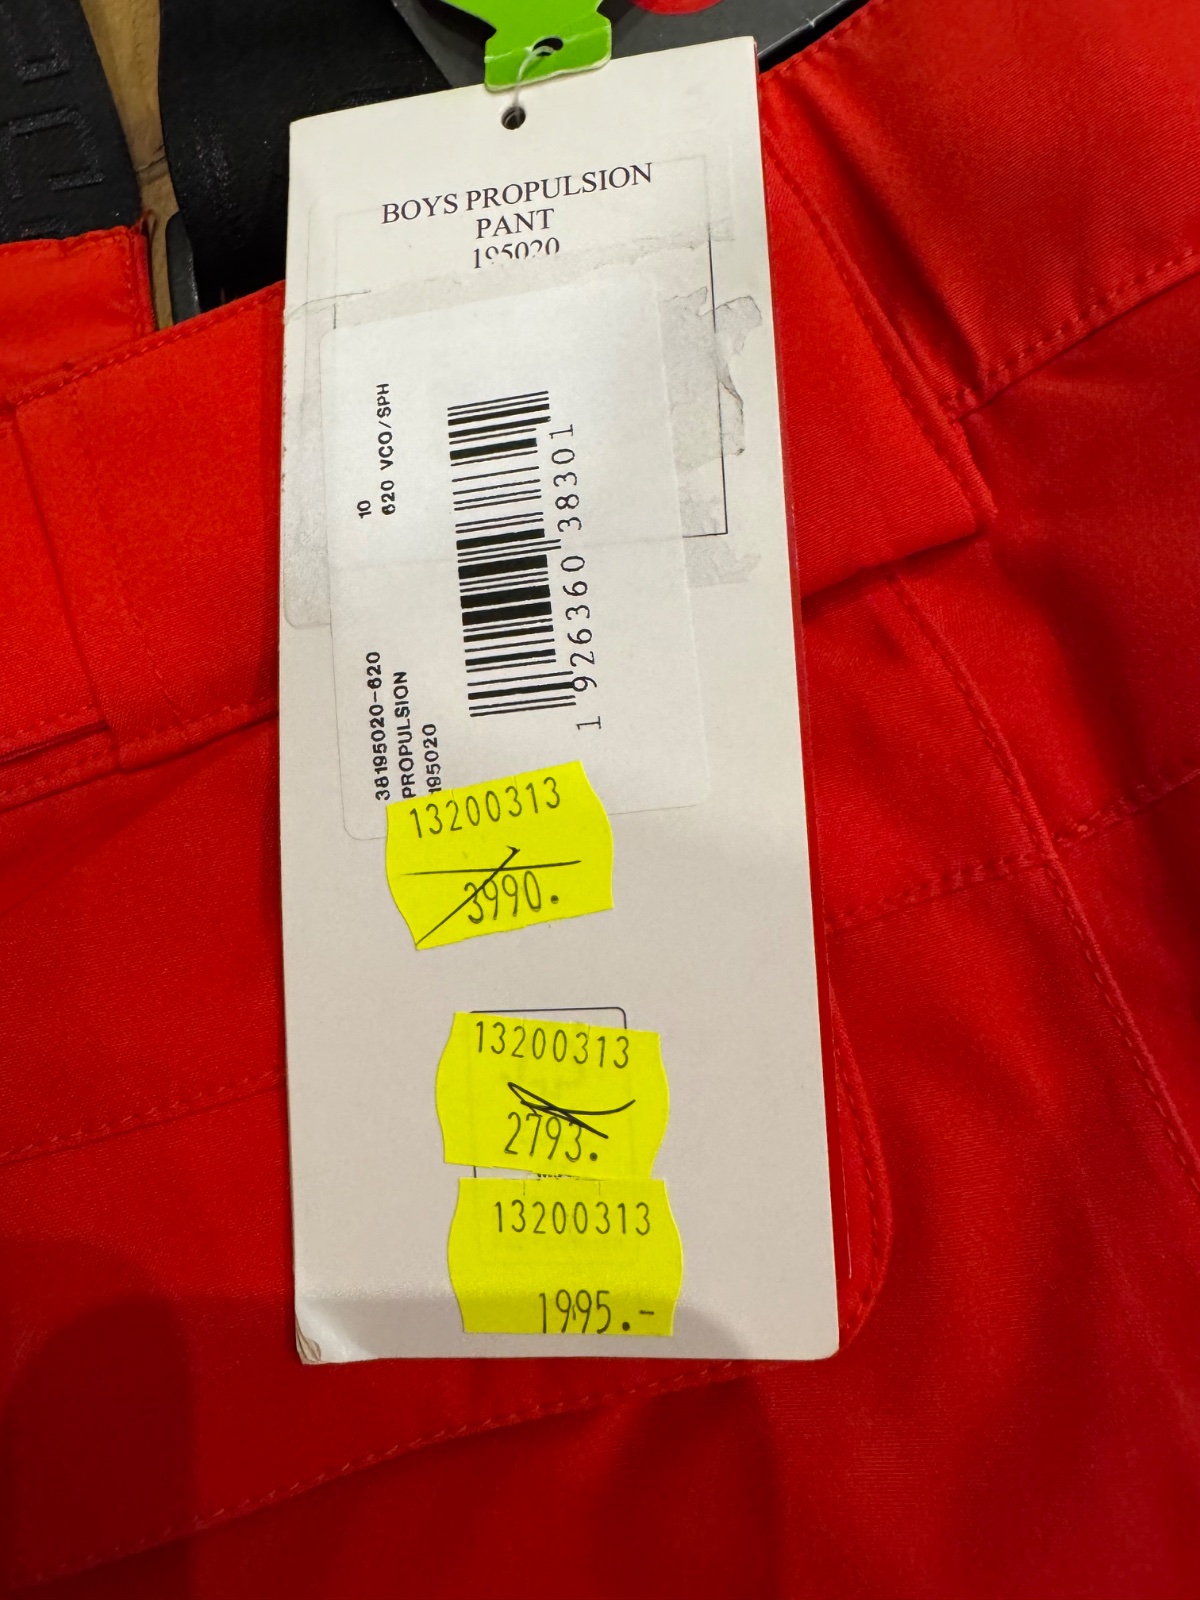 BOYS PROPULSION
PANT
195020
10
620 VCO/SPH
38195020-620
PROPULSION
195020
1 926360 38301
13200313
3990.
13200313
2793.
13200313
1995.-